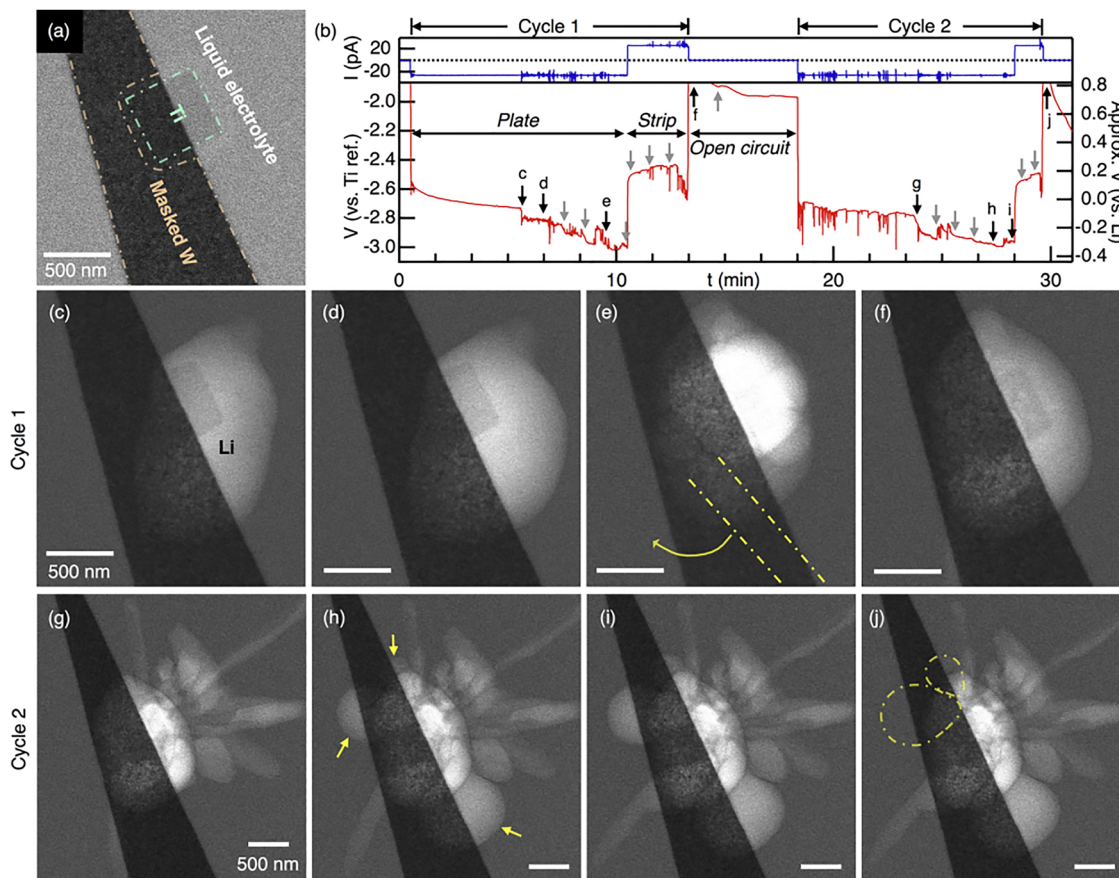 (a)
Liquid electrolyte
Ti
Masked W
500 nm
(b)
Cycle 1
Cycle 2
I (pA)
20
-20
V (vs. Ti ref.)
-2.0
-2.2
-2.4
-2.6
-2.8
-3.0
Plate
Strip
Open circuit
c
d
e
f
g
h
i
j
0.8
0.6
0.4
0.2
0.0
-0.2
-0.4
Approx. V (vs Li)
0
10
t (min)
20
30
Cycle 1
(c)
Li
500 nm
(d)
(e)
(f)
Cycle 2
(g)
500 nm
(h)
(i)
(j)